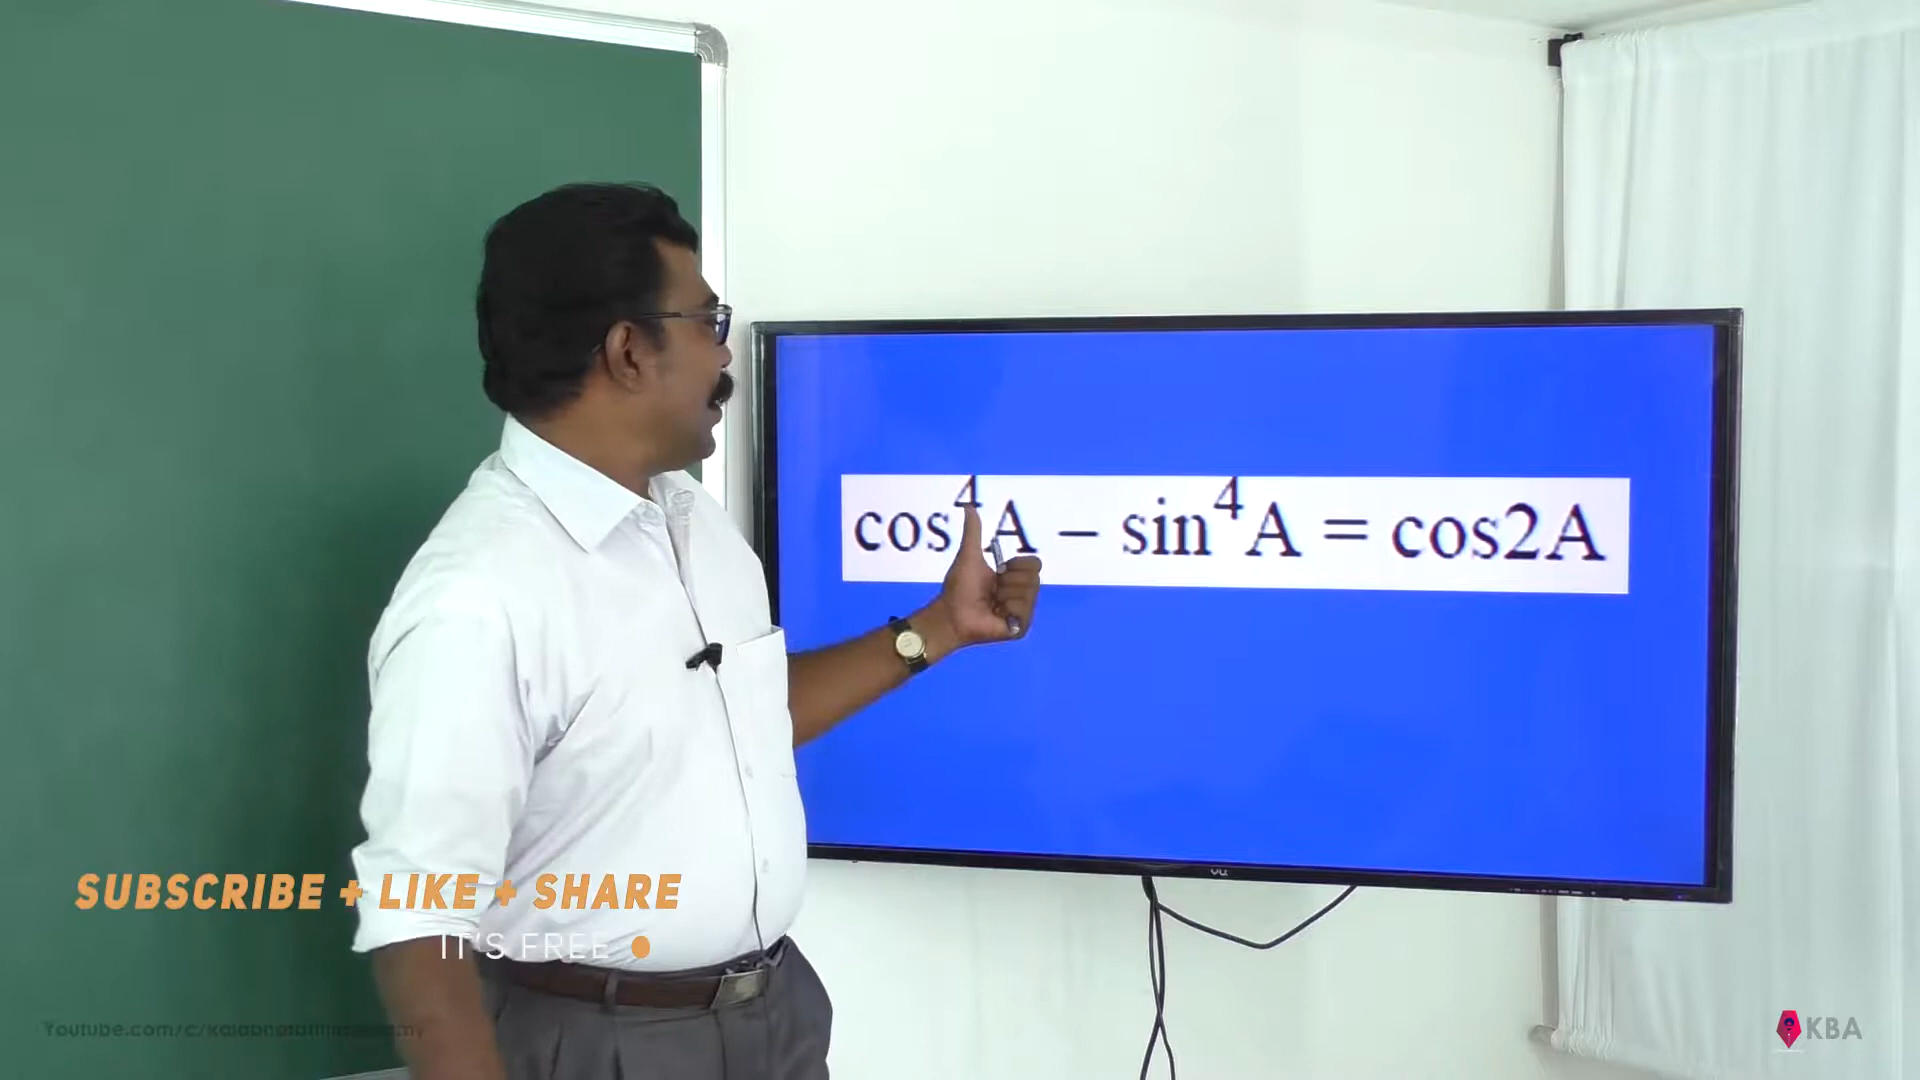 cos⁴A – sin⁴A = cos2A
SUBSCRIBE + LIKE + SHARE
IT'S FREE
KBA